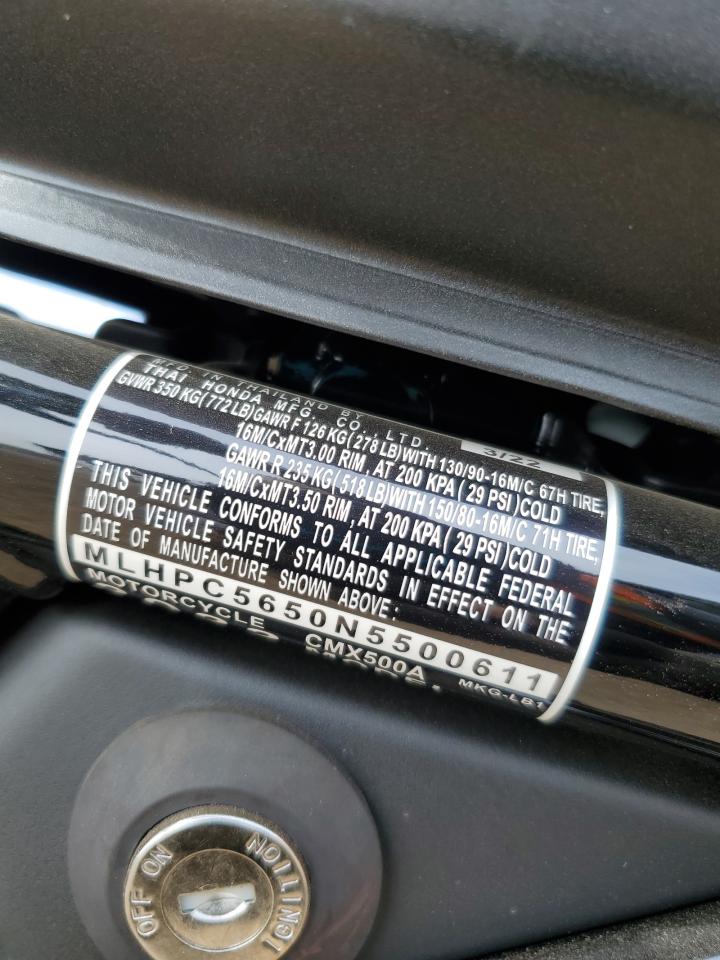 MFD. IN THAILAND BY
THAI HONDA MFG CO., LTD. 3/22
GVWR 350 KG(772LB)GAWR F 126 KG(278 LB)WITH 130/90-16M/C 67H TIRE,
16M/CxMT3.00 RIM, AT 200 KPA( 29 PSI)COLD
GAWR R 235 KG(518 LB)WITH 150/80-16M/C 71H TIRE,
16M/CxMT3.50 RIM, AT 200 KPA( 29 PSI)COLD
THIS VEHICLE CONFORMS TO ALL APPLICABLE FEDERAL
MOTOR VEHICLE SAFETY STANDARDS IN EFFECT ON THE
DATE OF MANUFACTURE SHOWN ABOVE:
MLHPC5650N5500611
MOTORCYCLE CMX500A MKG-LB1
OFF ON